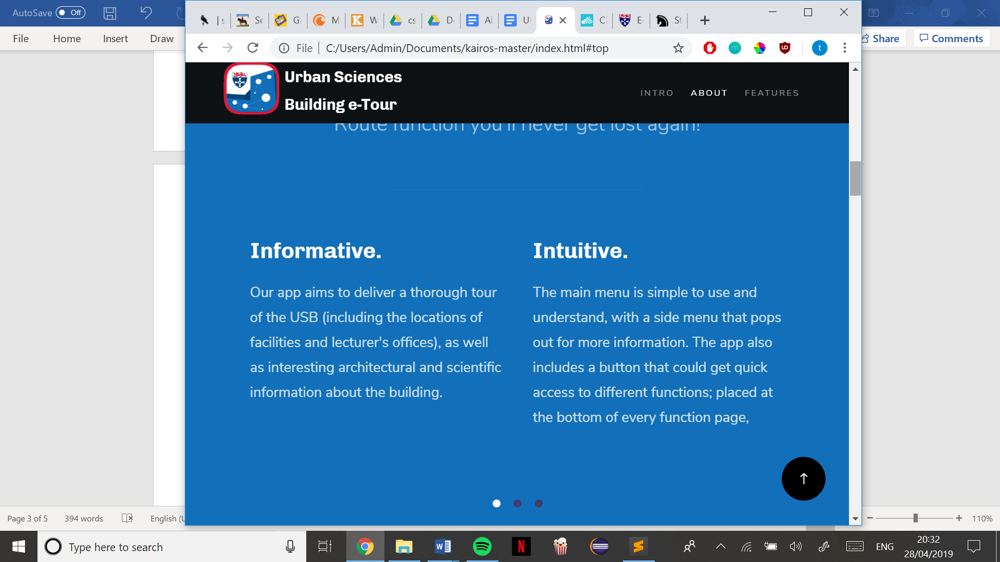 AutoSave Off
File Home Insert Draw
Share Comments
File C:/Users/Admin/Documents/kairos-master/index.html#top
Urban Sciences
Building e-Tour
INTRO ABOUT FEATURES
Route function you'll never get lost again!
Informative.
Our app aims to deliver a thorough tour
of the USB (including the locations of
facilities and lecturer's offices), as well
as interesting architectural and scientific
information about the building.
Intuitive.
The main menu is simple to use and
understand, with a side menu that pops
out for more information. The app also
includes a button that could get quick
access to different functions; placed at
the bottom of every function page,
Page 3 of 5 394 words English (U
110%
Type here to search
ENG
20:32
28/04/2019